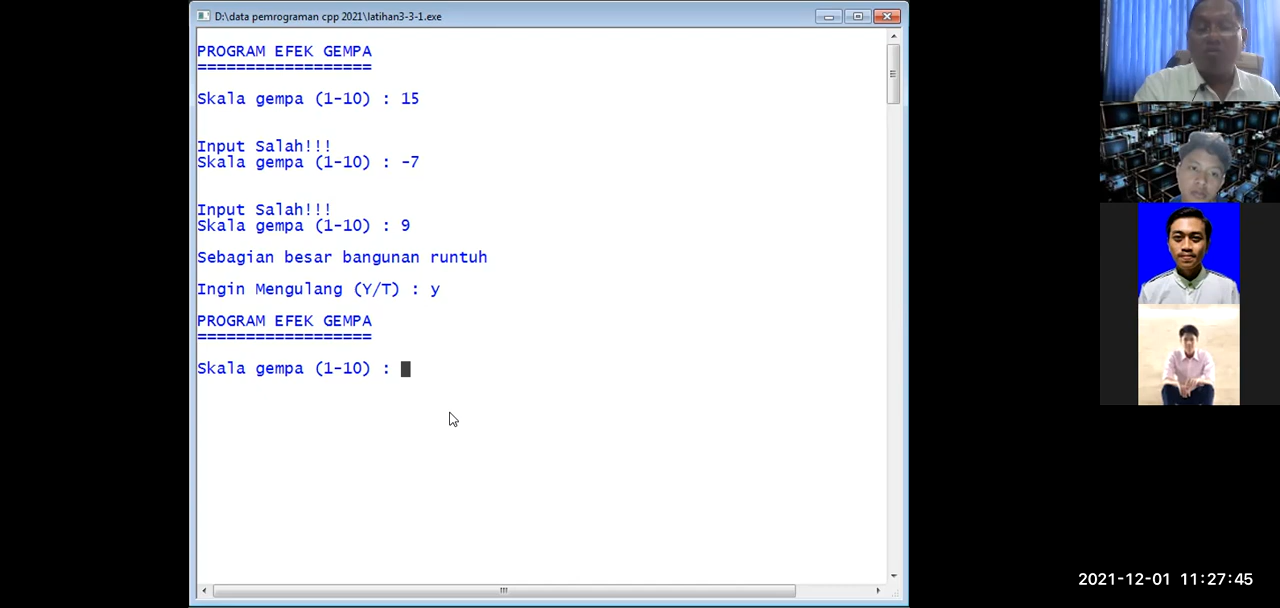 D:\data pemrograman cpp 2021\latihan3-3-1.exe
PROGRAM EFEK GEMPA
==================
Skala gempa (1-10) : 15
Input Salah!!!
Skala gempa (1-10) : -7
Input Salah!!!
Skala gempa (1-10) : 9
Sebagian besar bangunan runtuh
Ingin Mengulang (Y/T) : y
PROGRAM EFEK GEMPA
==================
Skala gempa (1-10) :
2021-12-01 11:27:45